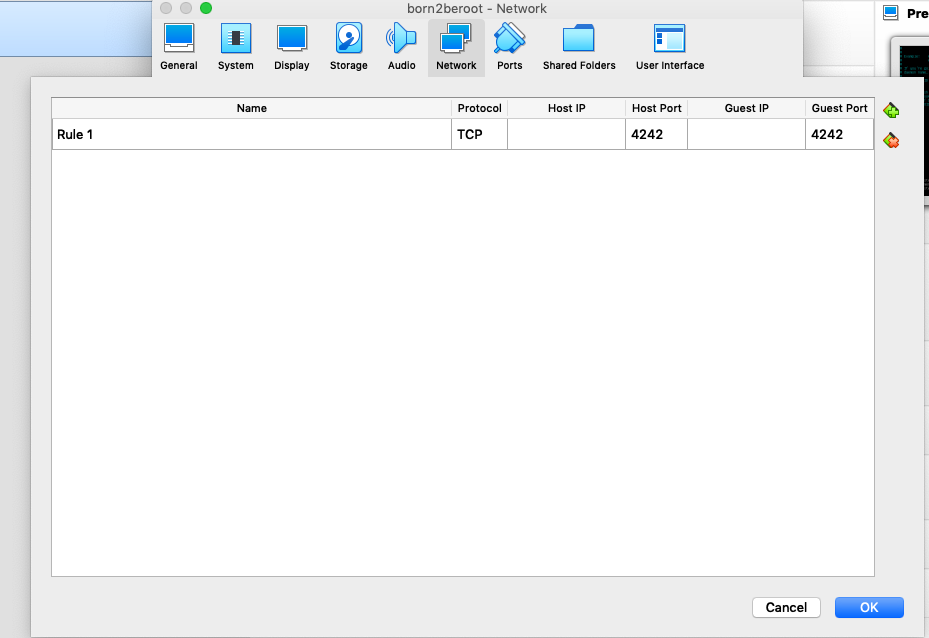 born2beroot - Network
Pre
General System Display Storage Audio Network Ports Shared Folders User Interface
Name Protocol Host IP Host Port Guest IP Guest Port
Rule 1 TCP 4242 4242
Cancel OK